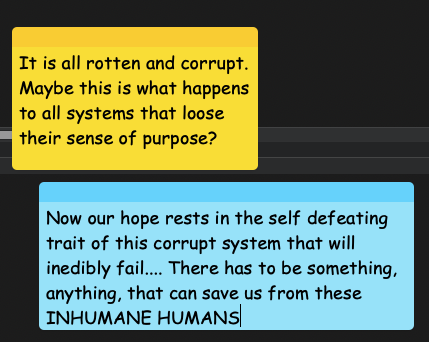 It is all rotten and corrupt.
Maybe this is what happens
to all systems that loose
their sense of purpose?
Now our hope rests in the self defeating
trait of this corrupt system that will
inedibly fail.... There has to be something,
anything, that can save us from these
INHUMANE HUMANS